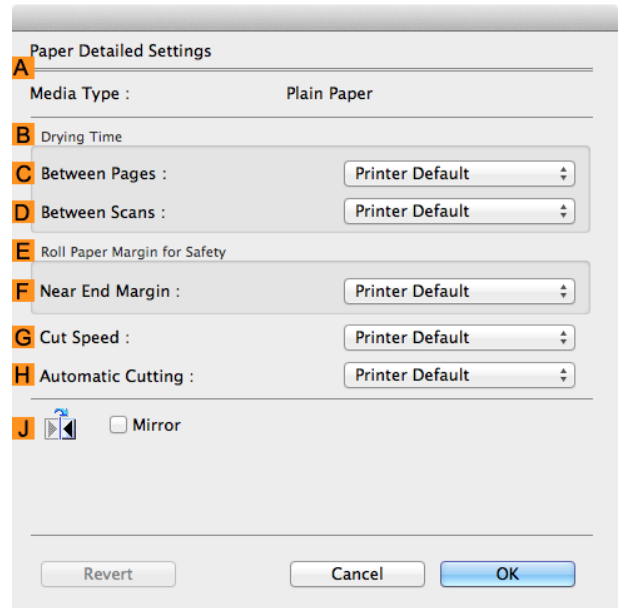 Paper Detailed Settings
A
Media Type : Plain Paper
B Drying Time
C Between Pages : Printer Default
D Between Scans : Printer Default
E Roll Paper Margin for Safety
F Near End Margin : Printer Default
G Cut Speed : Printer Default
H Automatic Cutting : Printer Default
J Mirror
Revert Cancel OK